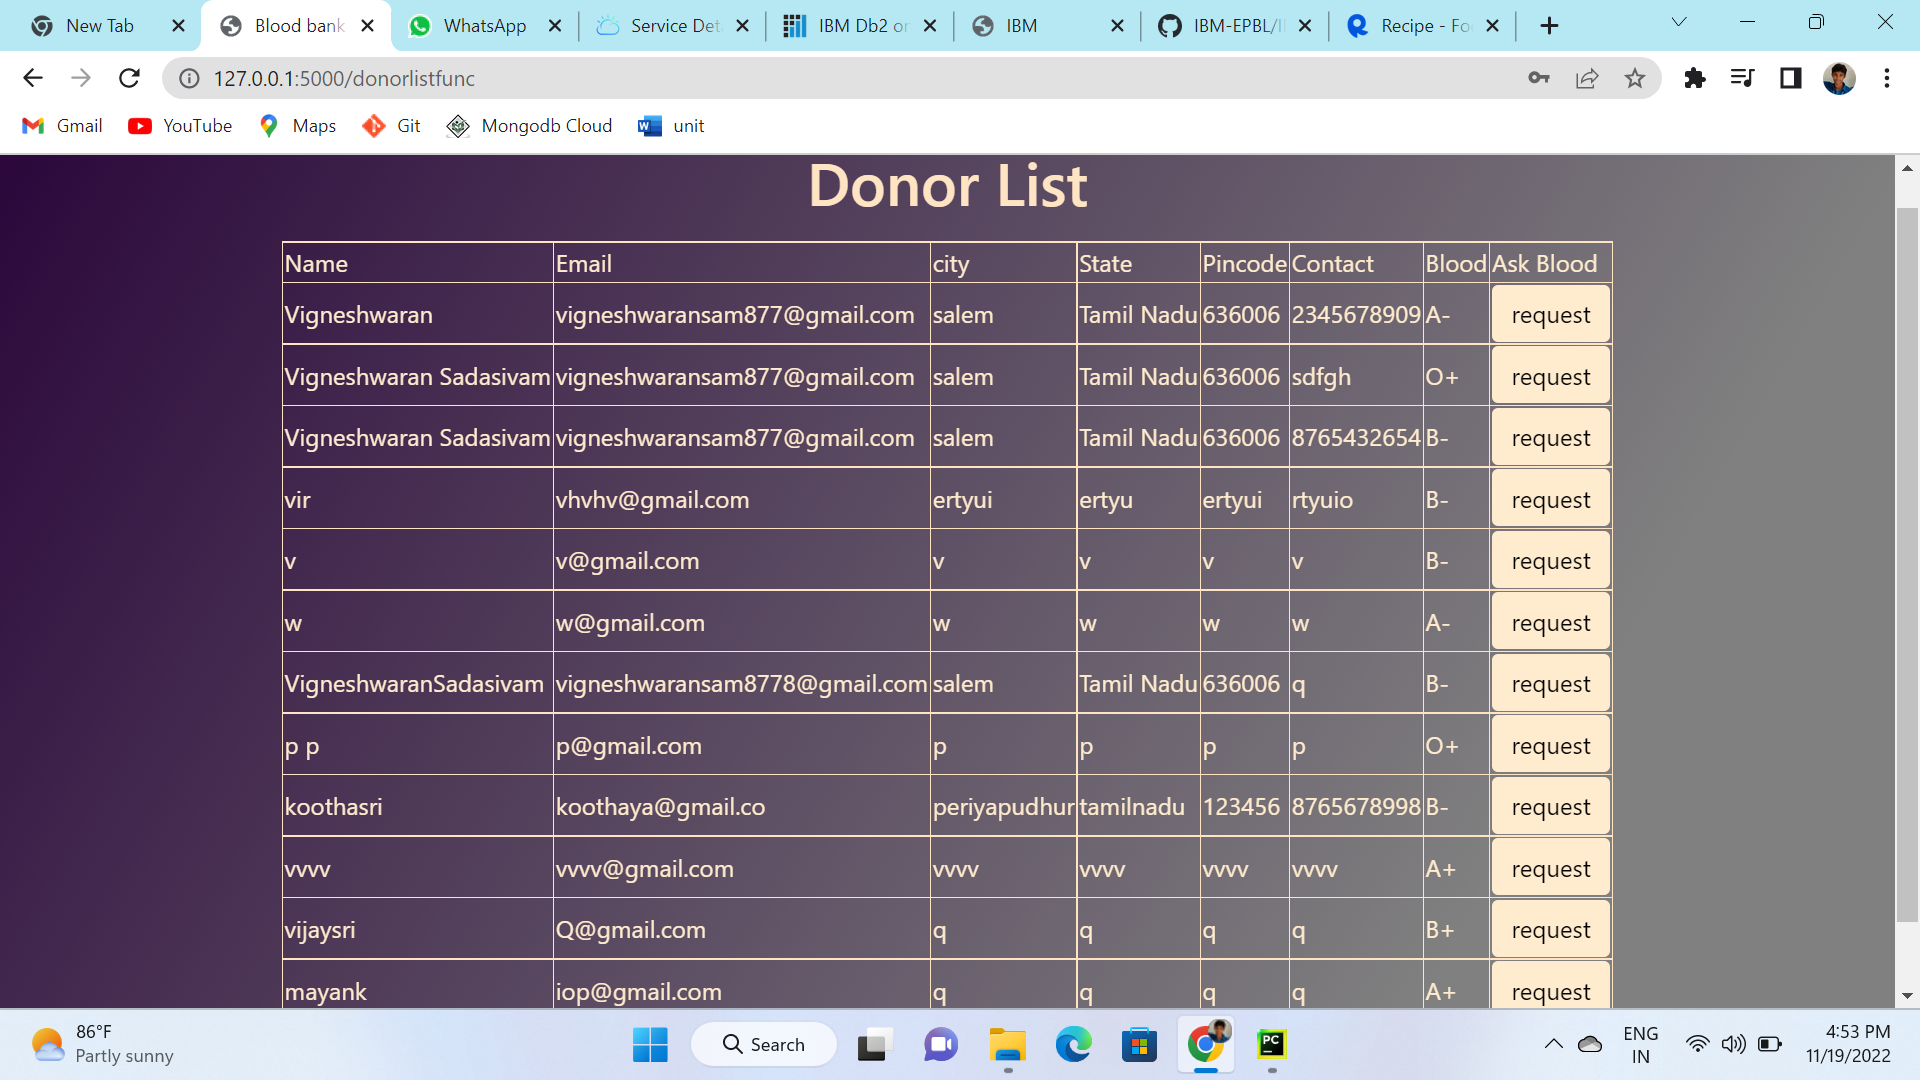 New Tab Blood bank WhatsApp Service Det IBM Db2 or IBM IBM-EPBL/I Recipe - Fo
127.0.0.1:5000/donorlistfunc
Gmail YouTube Maps Git Mongodb Cloud unit
Donor List
Name Email city State Pincode Contact Blood Ask Blood
Vigneshwaran vigneshwaransam877@gmail.com salem Tamil Nadu 636006 2345678909 A- request
Vigneshwaran Sadasivam vigneshwaransam877@gmail.com salem Tamil Nadu 636006 sdfgh O+ request
Vigneshwaran Sadasivam vigneshwaransam877@gmail.com salem Tamil Nadu 636006 8765432654 B- request
vir vhvhv@gmail.com ertyui ertyu ertyui rtyuio B- request
v v@gmail.com v v v v B- request
w w@gmail.com w w w w A- request
VigneshwaranSadasivam vigneshwaransam8778@gmail.com salem Tamil Nadu 636006 q B- request
p p p@gmail.com p p p p O+ request
koothasri koothaya@gmail.co periyapudhur tamilnadu 123456 8765678998 B- request
vvvv vvvv@gmail.com vvvv vvvv vvvv vvvv A+ request
vijaysri Q@gmail.com q q q q B+ request
mayank iop@gmail.com q q q q A+ request
86°F
Partly sunny
Search
PC
ENG
IN
4:53 PM
11/19/2022